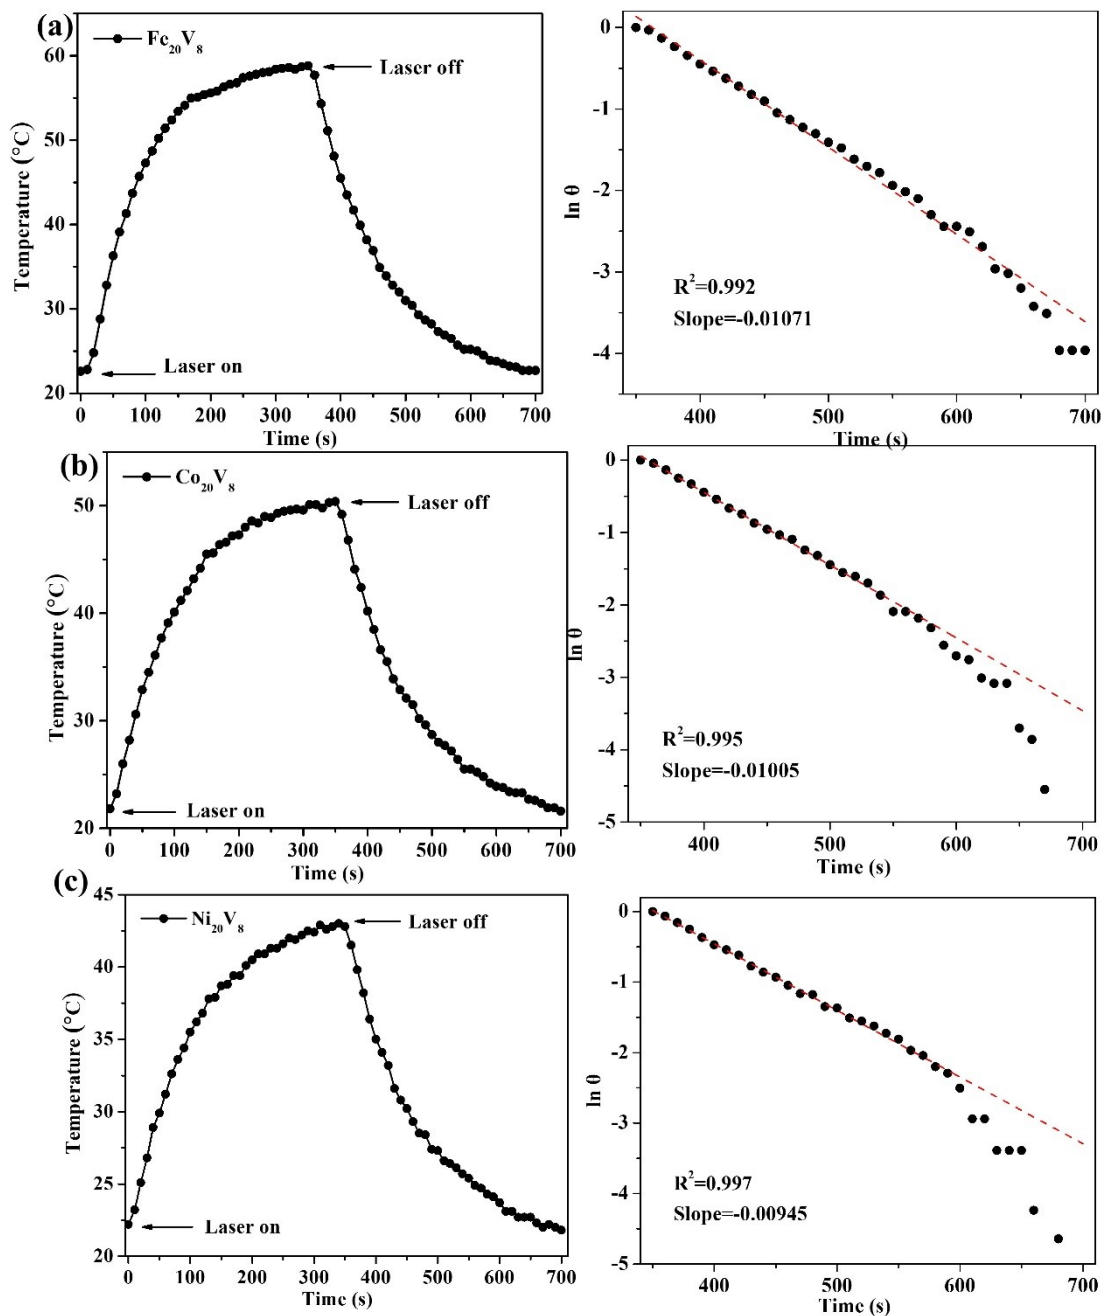 (a)
Fe20V8
60
50
40
30
20
Temperature (°C)
Laser off
Laser on
0 100 200 300 400 500 600 700
Time (s)
0
-1
-2
-3
-4
ln θ
R2=0.992
Slope=-0.01071
400 500 600 700
Time (s)
(b)
Co20V8
50
40
30
20
Temperature (°C)
Laser off
Laser on
0 100 200 300 400 500 600 700
Time (s)
0
-1
-2
-3
-4
-5
ln θ
R2=0.995
Slope=-0.01005
400 500 600 700
Time (s)
(c)
Ni20V8
45
40
35
30
25
20
Temperature (°C)
Laser off
Laser on
0 100 200 300 400 500 600 700
Time (s)
0
-1
-2
-3
-4
-5
ln θ
R2=0.997
Slope=-0.00945
400 500 600 700
Time (s)